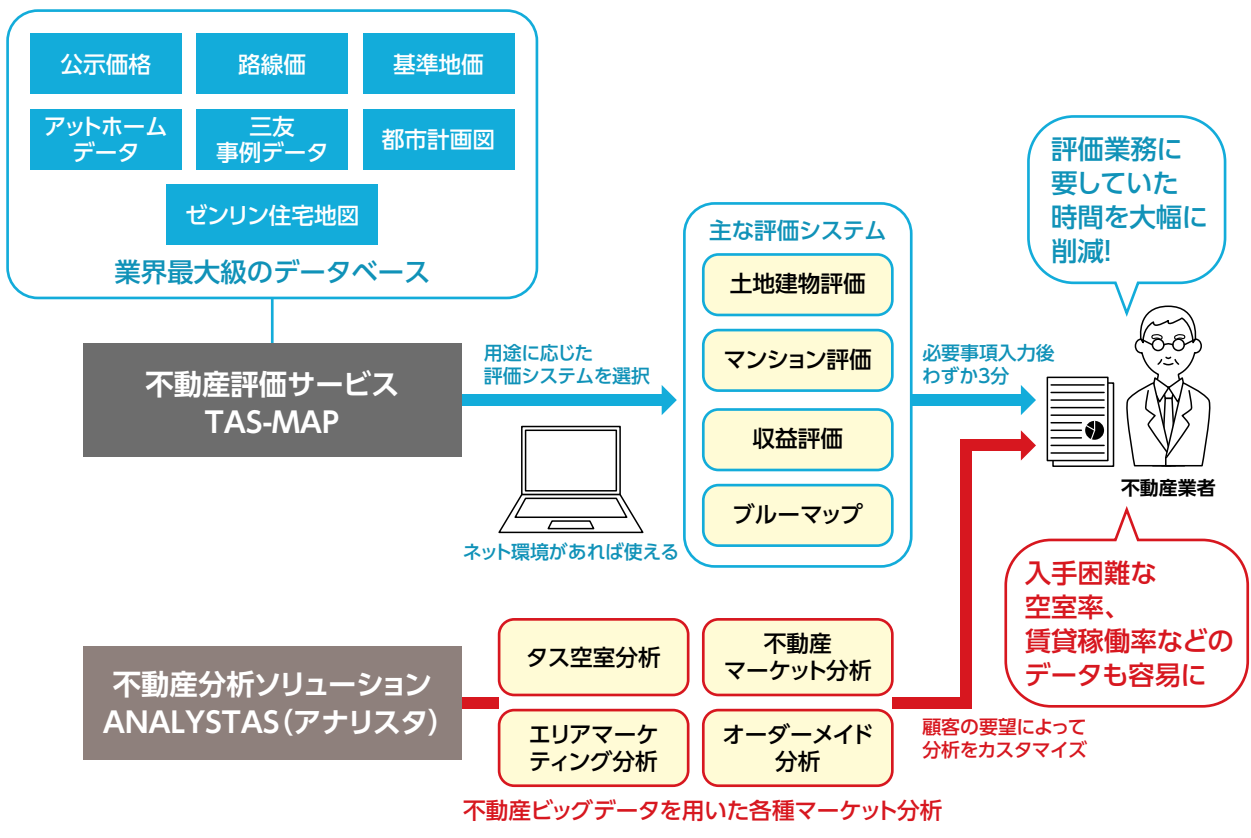 公示価格
路線価
基準地価
アットホーム
データ
三友
事例データ
都市計画図
ゼンリン住宅地図
業界最大級のデータベース
不動産評価サービス
TAS-MAP
用途に応じた
評価システムを選択
ネット環境があれば使える
主な評価システム
土地建物評価
マンション評価
収益評価
ブルーマップ
必要事項入力後
わずか3分
評価業務に
要していた
時間を大幅に
削減!
不動産業者
入手困難な
空室率、
賃貸稼働率などの
データも容易に
不動産分析ソリューション
ANALYSTAS(アナリスタ)
タス空室分析
不動産
マーケット分析
エリアマーケ
ティング分析
オーダーメイド
分析
顧客の要望によって
分析をカスタマイズ
不動産ビッグデータを用いた各種マーケット分析